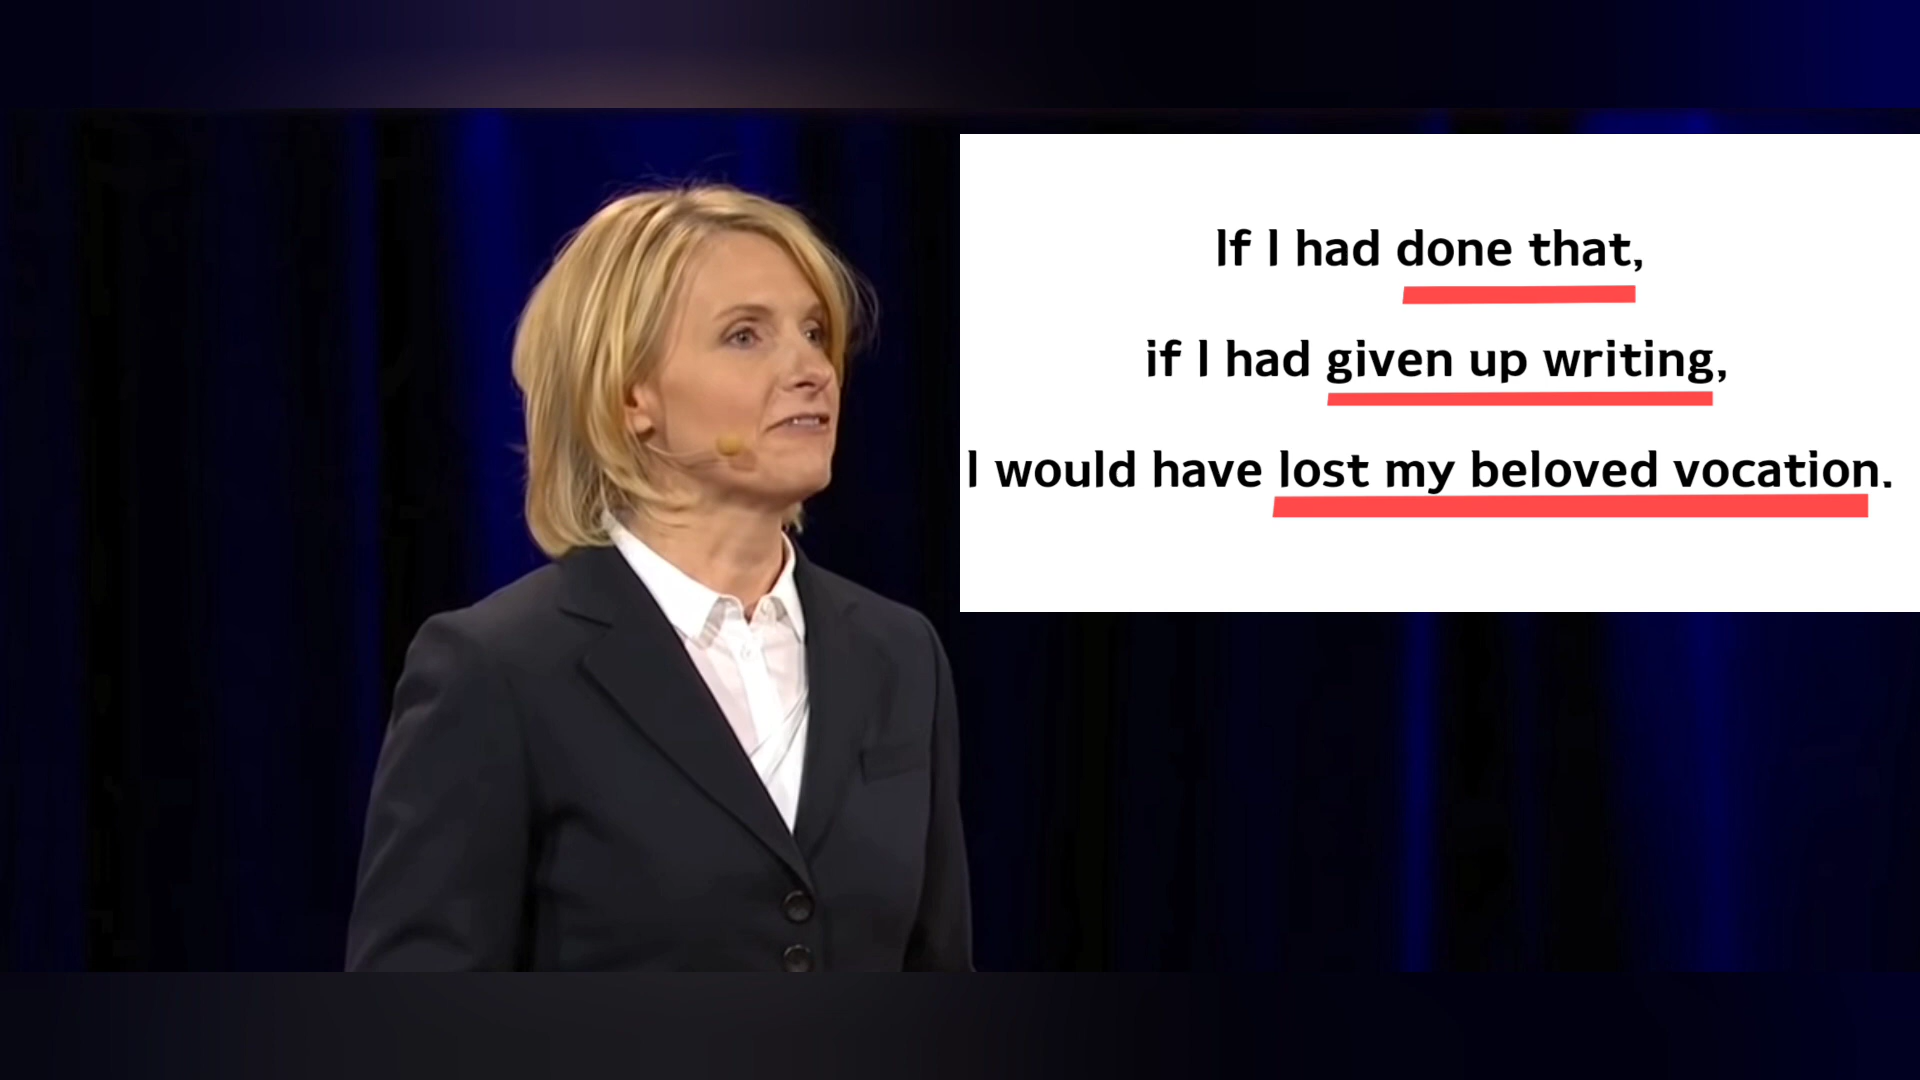 If I had done that,
if I had given up writing,
I would have lost my beloved vocation.